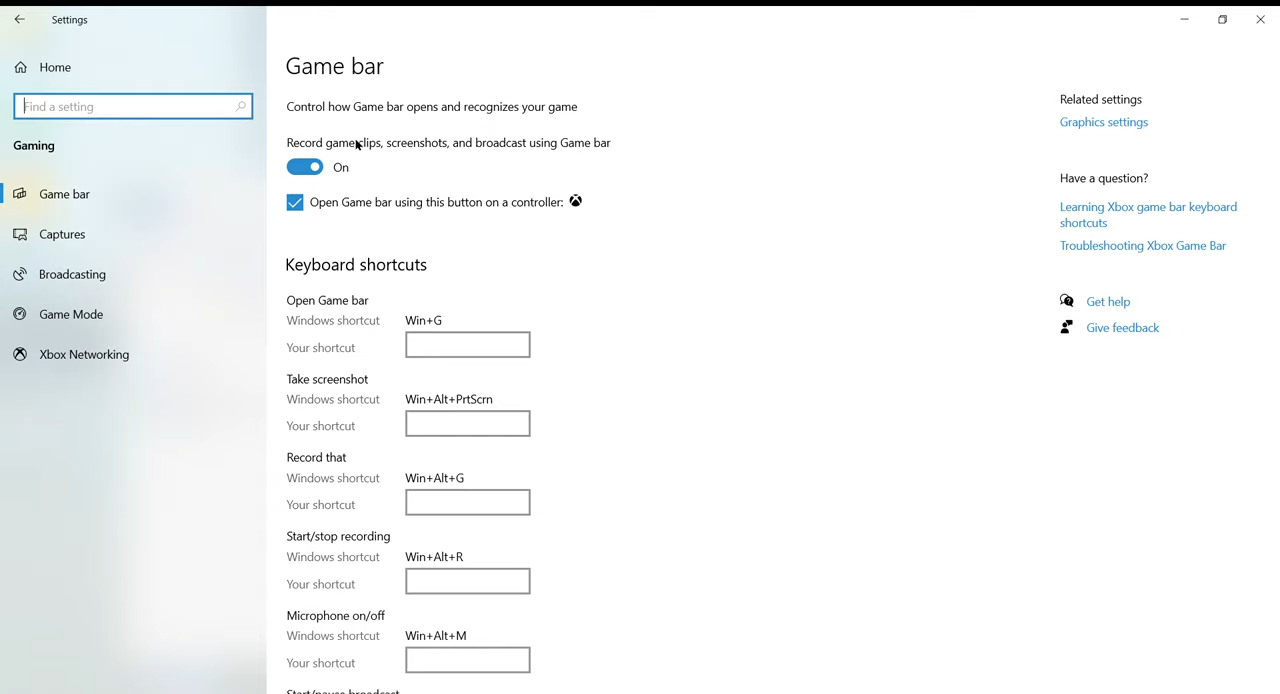 Settings
Home
Find a setting
Gaming
Game bar
Captures
Broadcasting
Game Mode
Xbox Networking
Game bar
Control how Game bar opens and recognizes your game
Record game clips, screenshots, and broadcast using Game bar
On
Open Game bar using this button on a controller:
Keyboard shortcuts
Open Game bar
Windows shortcut Win+G
Your shortcut
Take screenshot
Windows shortcut Win+Alt+PrtScrn
Your shortcut
Record that
Windows shortcut Win+Alt+G
Your shortcut
Start/stop recording
Windows shortcut Win+Alt+R
Your shortcut
Microphone on/off
Windows shortcut Win+Alt+M
Your shortcut
Start/pause broadcast
Related settings
Graphics settings
Have a question?
Learning Xbox game bar keyboard
shortcuts
Troubleshooting Xbox Game Bar
Get help
Give feedback